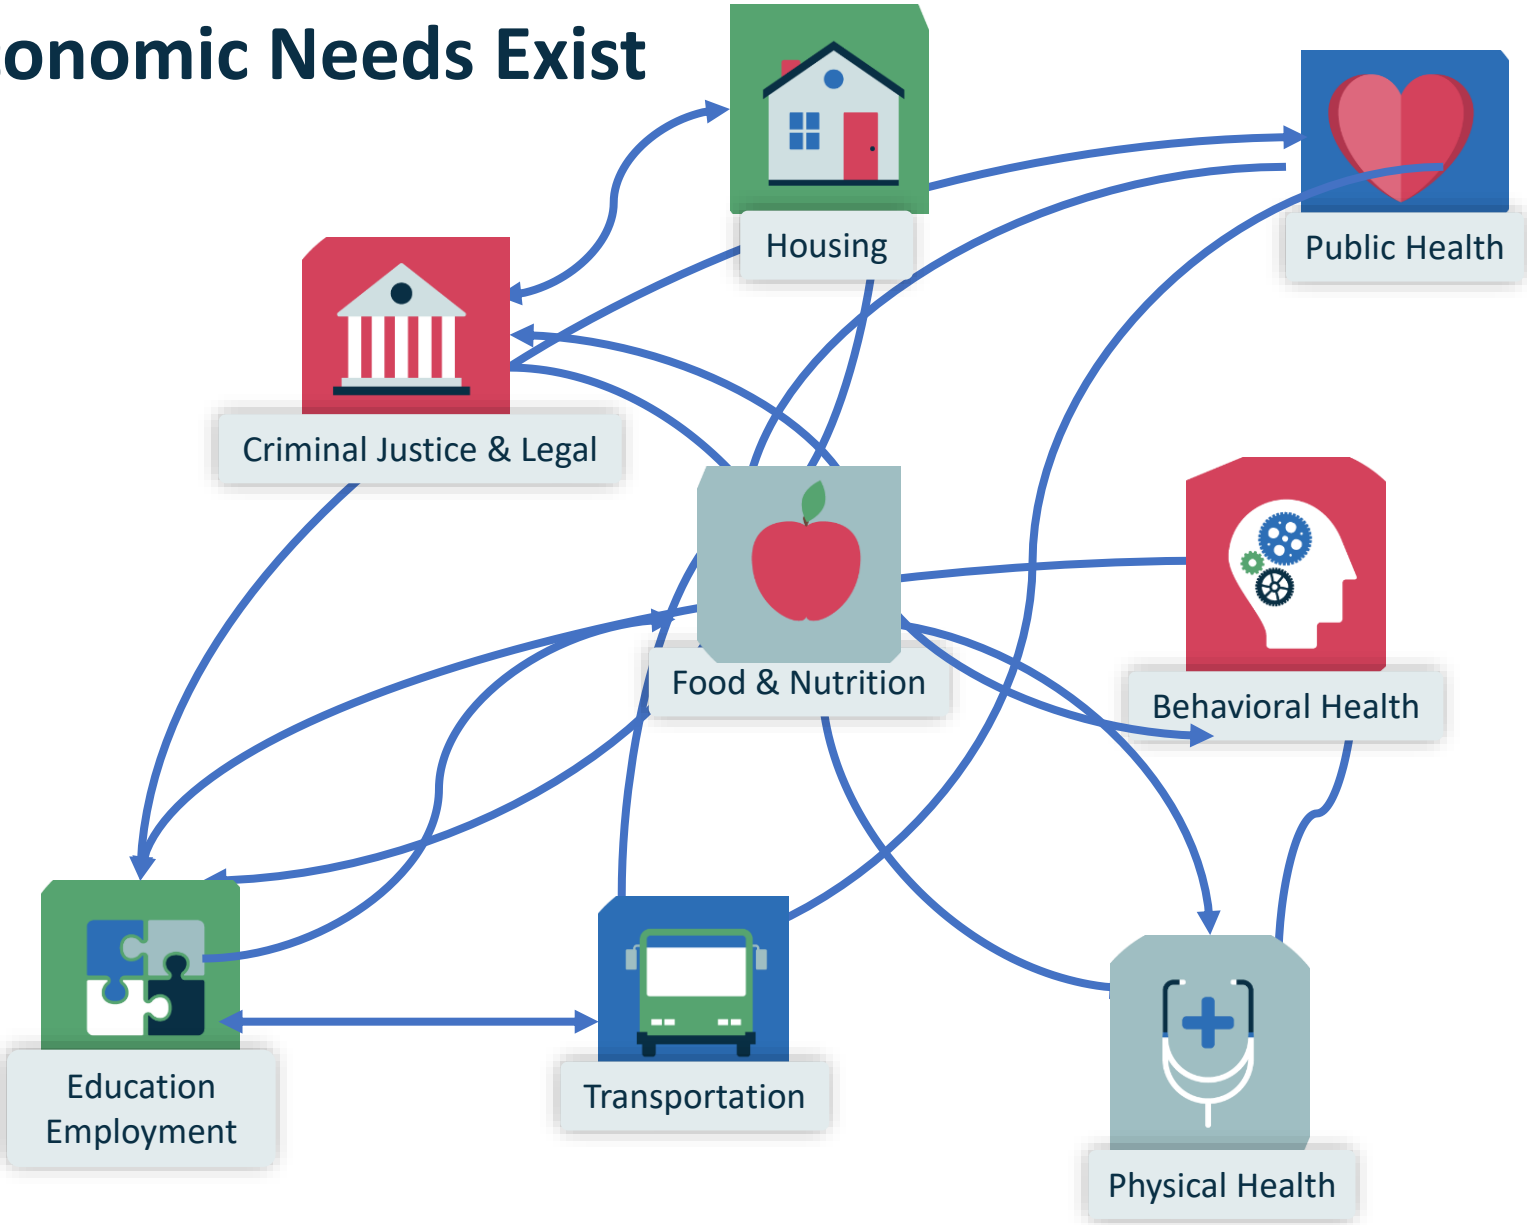 onomic Needs Exist
Housing
Public Health
Criminal Justice & Legal
Food & Nutrition
Behavioral Health
Education
Employment
Transportation
Physical Health